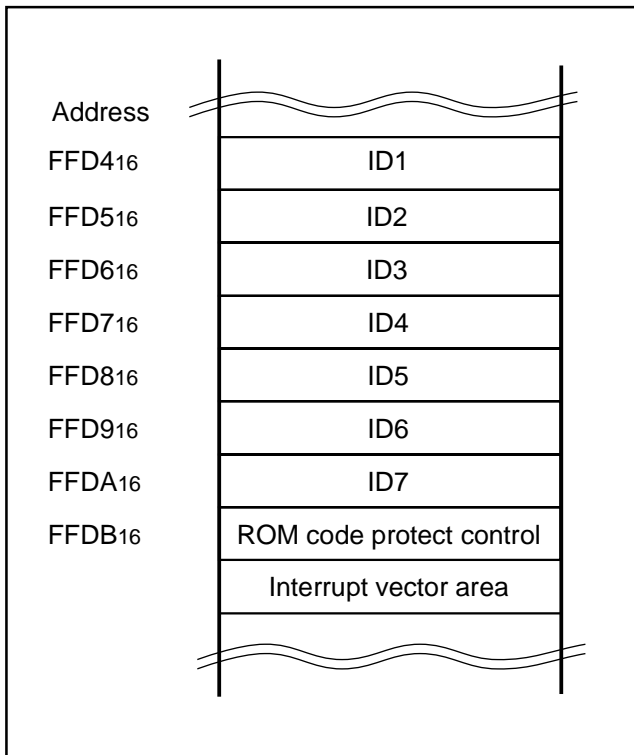 Address
FFD416 ID1
FFD516 ID2
FFD616 ID3
FFD716 ID4
FFD816 ID5
FFD916 ID6
FFDA16 ID7
FFDB16 ROM code protect control
Interrupt vector area